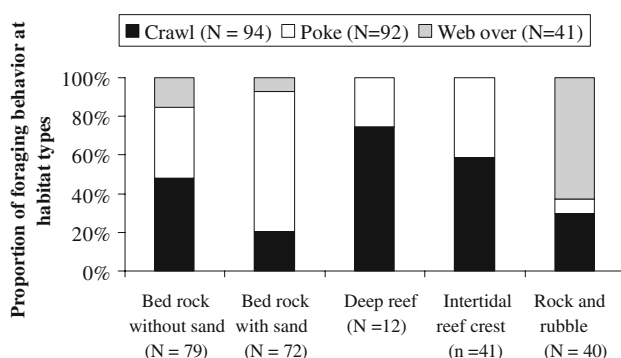 Crawl (N = 94) Poke (N=92) Web over (N=41)
Proportion of foraging behavior at
habitat types
100%
80%
60%
40%
20%
0%
Bed rock
without sand
(N = 79)
Bed rock
with sand
(N = 72)
Deep reef
(N =12)
Intertidal
reef crest
(n =41)
Rock and
rubble
(N = 40)